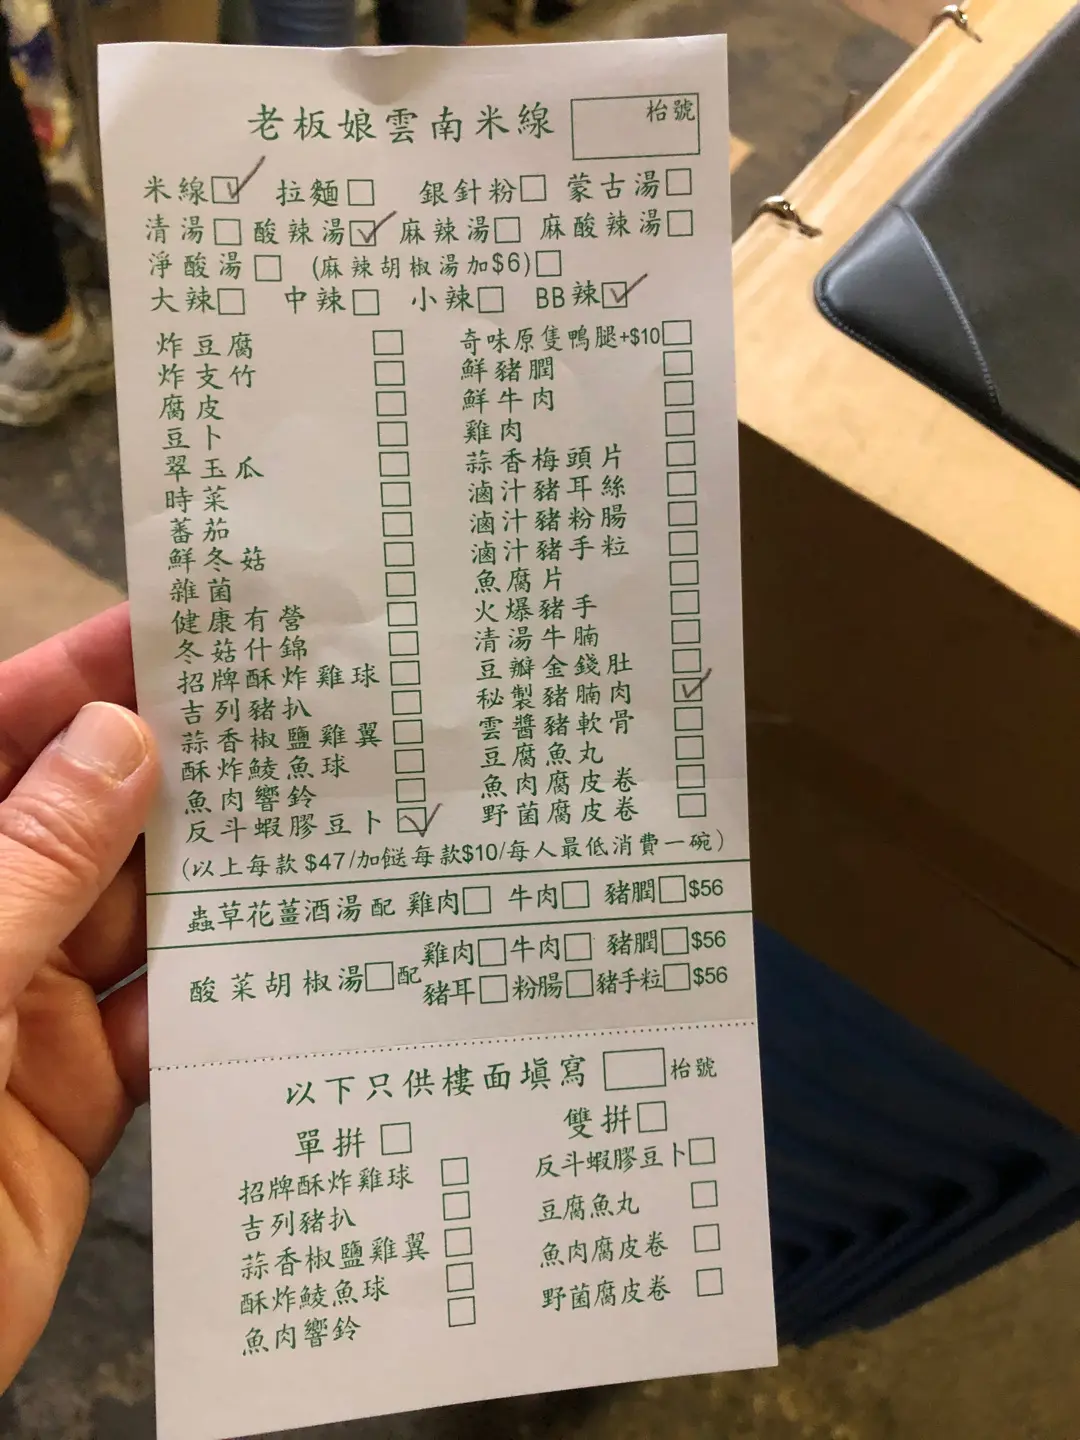 老板娘雲南米線 枱號
米線 拉麵 銀針粉 蒙古湯
清湯 酸辣湯 麻辣湯 麻酸辣湯
淨酸湯 (麻辣胡椒湯加$6)
大辣 中辣 小辣 BB辣
炸豆腐
炸支竹
腐皮
豆卜
翠玉瓜
時菜
蕃茄
鮮冬菇
雜菌
健康有營
冬菇什錦
招牌酥炸雞球
吉列豬扒
蒜香椒鹽雞翼
酥炸鯪魚球
魚肉響鈴
反斗蝦膠豆卜
奇味原隻鴨腿+$10
鮮豬膶
鮮牛肉
雞肉
蒜香梅頭片
滷汁豬耳絲
滷汁豬粉腸
滷汁豬手粒
魚腐片
火爆豬手
清湯牛腩
豆瓣金錢肚
秘製豬腩肉
雲醬豬軟骨
豆腐魚丸
魚肉腐皮卷
野菌腐皮卷
(以上每款$47/加餸每款$10/每人最低消費一碗)
蟲草花薑酒湯配 雞肉 牛肉 豬膶 $56
酸菜胡椒湯 配
雞肉 牛肉 豬膶 $56
豬耳 粉腸 豬手粒 $56
以下只供樓面填寫 枱號
單拼
招牌酥炸雞球
吉列豬扒
蒜香椒鹽雞翼
酥炸鯪魚球
魚肉響鈴
雙拼
反斗蝦膠豆卜
豆腐魚丸
魚肉腐皮卷
野菌腐皮卷